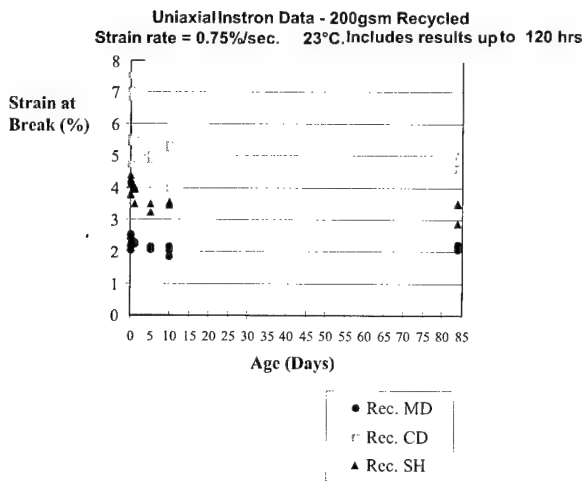 Uniaxial Instron Data - 200gsm Recycled
Strain rate = 0.75%/sec. 23°C. Includes results up to 120 hrs
Strain at
Break (%)
8
7
6
5
4
3
2
1
0
0 5 10 15 20 25 30 35 40 45 50 55 60 65 70 75 80 85
Age (Days)
Rec. MD
Rec. CD
Rec. SH